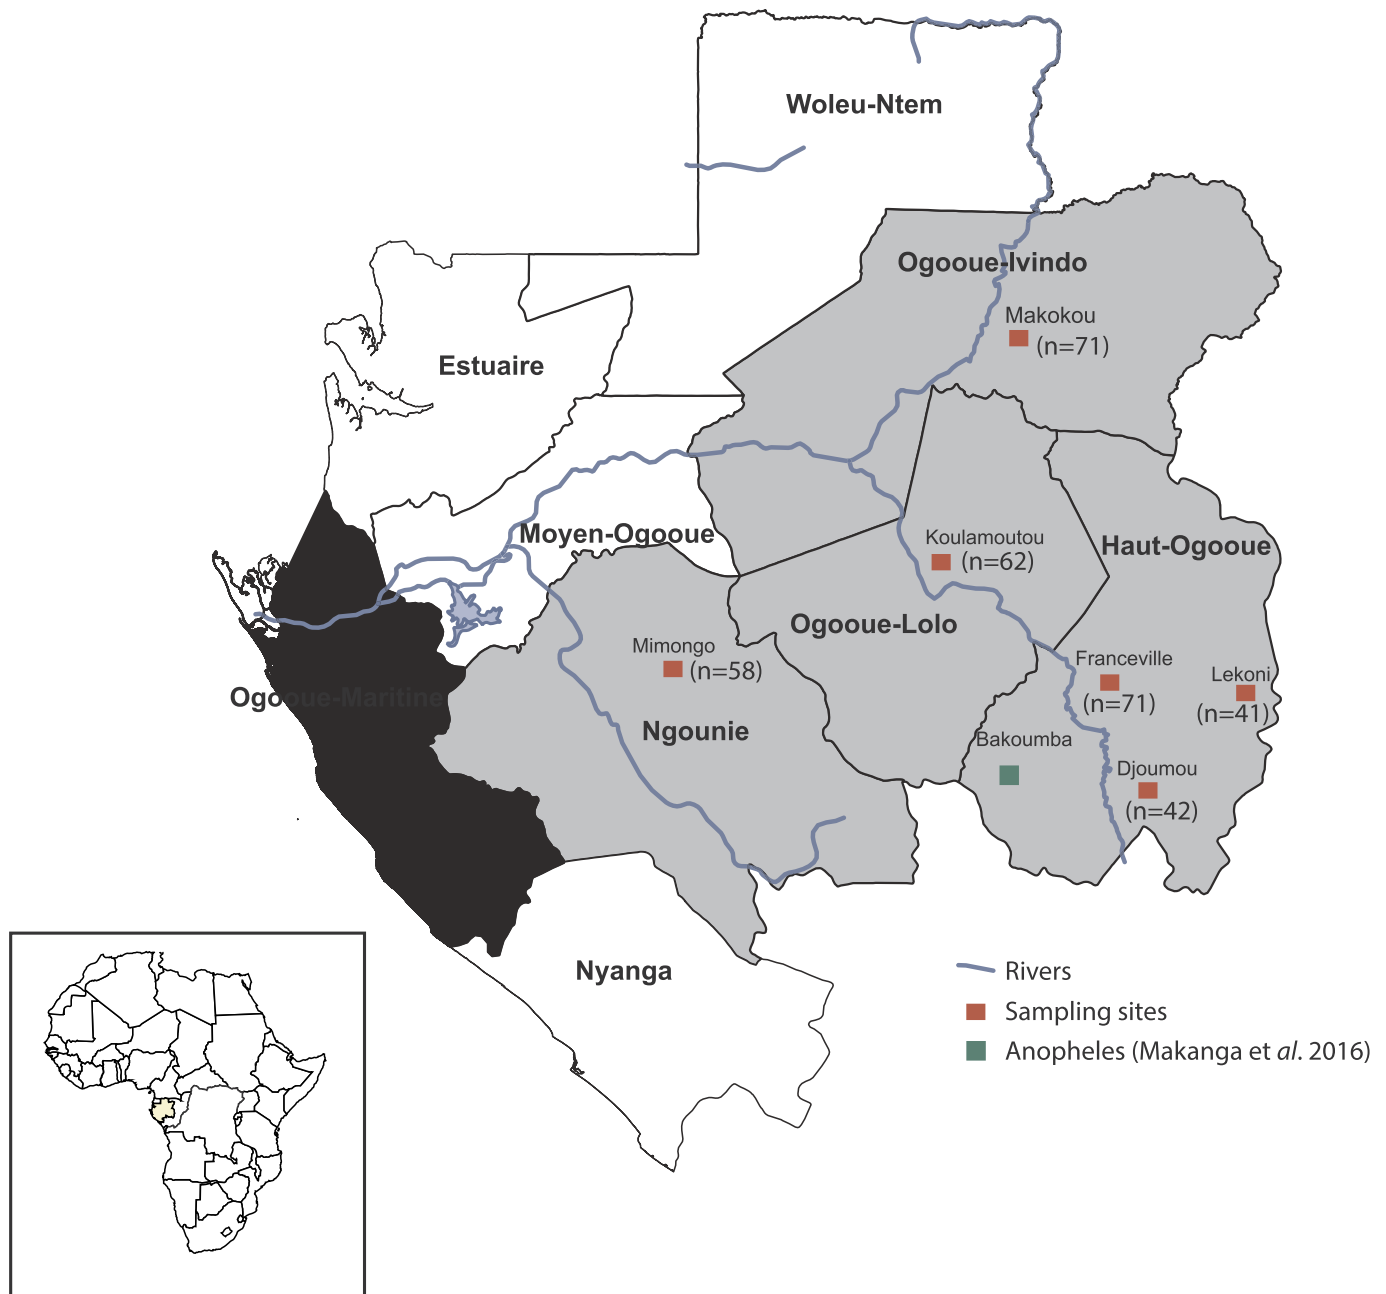 Woleu-Ntem
Ogooue-Ivindo
Makokou
(n=71)
Estuaire
Moyen-Ogooue
Koulamoutou
(n=62)
Haut-Ogooue
Ogooue-Lolo
Mimongo
(n=58)
Franceville
(n=71)
Lekoni
(n=41)
Ogooue-Maritine
Ngounie
Bakoumba
Djoumou
(n=42)
Nyanga
Rivers
Sampling sites
Anopheles (Makanga et al. 2016)